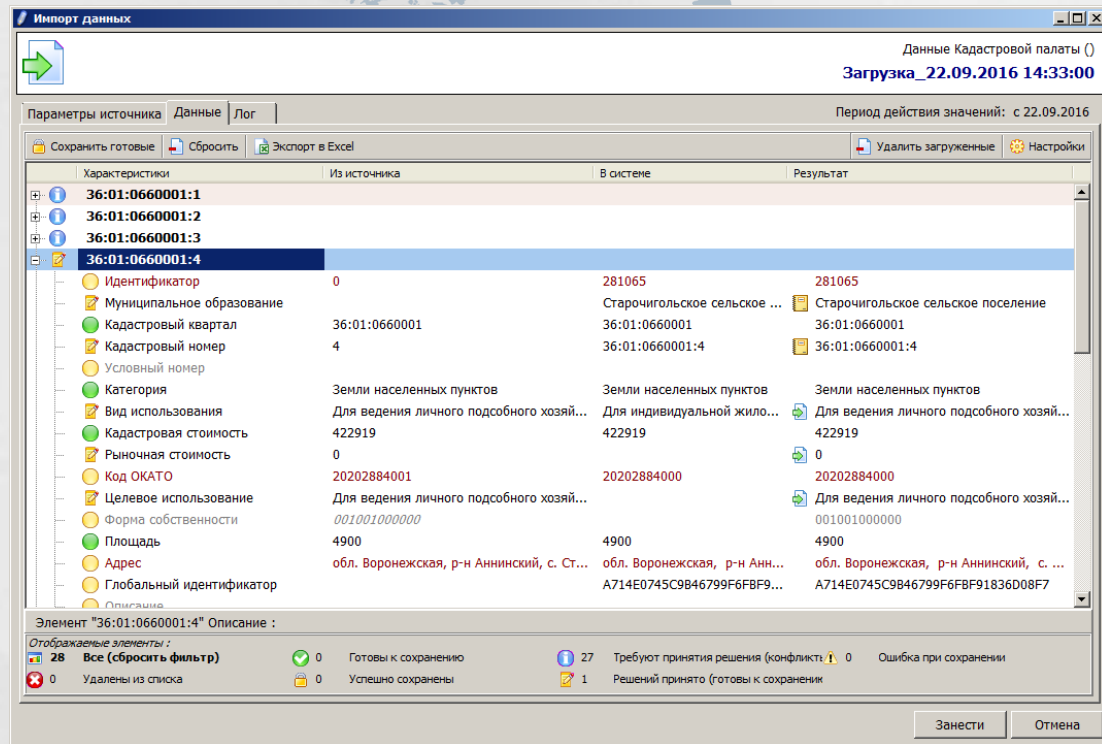 Импорт данных
Данные Кадастровой палаты ()
Загрузка_22.09.2016 14:33:00
Параметры источника Данные Лог Период действия значений: с 22.09.2016
Сохранить готовые Сбросить Экспорт в Excel Удалить загруженные Настройки
Характеристики Из источника В системе Результат
36:01:0660001:1
36:01:0660001:2
36:01:0660001:3
36:01:0660001:4
Идентификатор 0 281065 281065
Муниципальное образование Старочигольское сельское ... Старочигольское сельское поселение
Кадастровый квартал 36:01:0660001 36:01:0660001 36:01:0660001
Кадастровый номер 4 36:01:0660001:4 36:01:0660001:4
Условный номер
Категория Земли населенных пунктов Земли населенных пунктов Земли населенных пунктов
Вид использования Для ведения личного подсобного хозяй... Для индивидуальной жило... Для ведения личного подсобного хозяй...
Кадастровая стоимость 422919 422919 422919
Рыночная стоимость 0 0
Код ОКАТО 20202884001 20202884000 20202884000
Целевое использование Для ведения личного подсобного хозяй... Для ведения личного подсобного хозяй...
Форма собственности 001001000000 001001000000
Площадь 4900 4900 4900
Адрес обл. Воронежская, р-н Аннинский, с. Ст... обл. Воронежская, р-н Анн... обл. Воронежская, р-н Аннинский, с. ...
Глобальный идентификатор A714E0745C9B46799F6FBF9... A714E0745C9B46799F6FBF91836D08F7
Описание
Элемент "36:01:0660001:4" Описание :
Отображаемые элементы :
28 Все (сбросить фильтр) 0 Готовы к сохранению 27 Требуют принятия решения (конфликть 0 Ошибка при сохранении
0 Удалены из списка 0 Успешно сохранены 1 Решений принято (готовы к сохранени
Занести Отмена